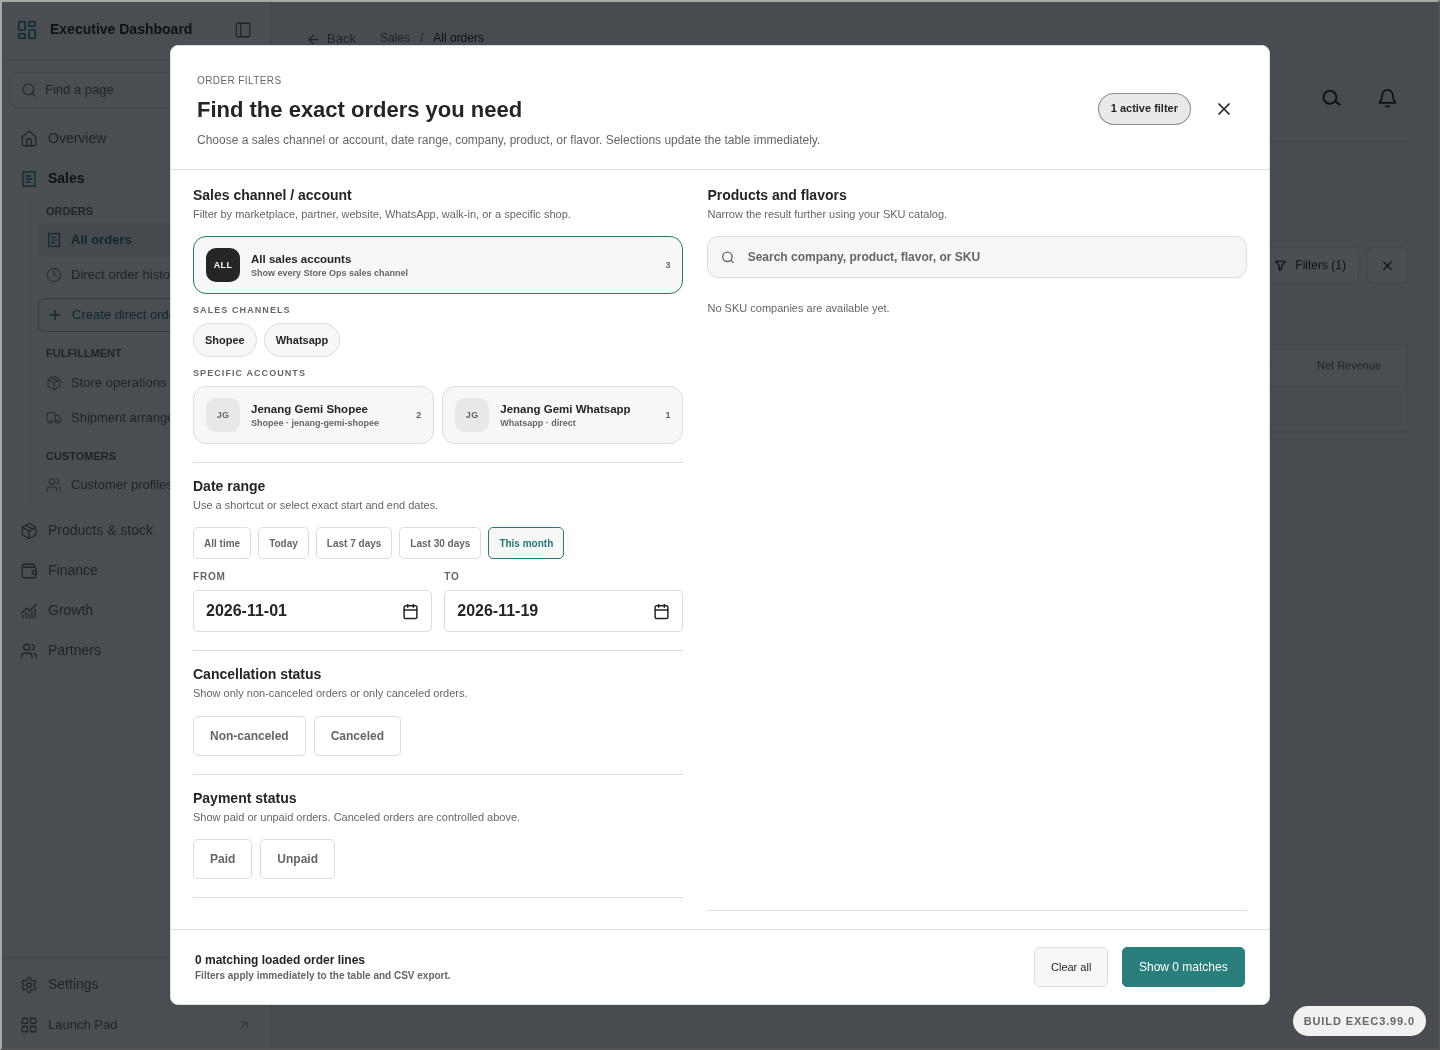 Executive Dashboard
Find a page
Overview
Sales
ORDERS
All orders
Direct order histo
Create direct orde
FULFILLMENT
Store operations
Shipment arrange
CUSTOMERS
Customer profiles
Products & stock
Finance
Growth
Partners
Settings
Launch Pad
Back
Sales / All orders
Filters (1)
Net Revenue
ORDER FILTERS
Find the exact orders you need
Choose a sales channel or account, date range, company, product, or flavor. Selections update the table immediately.
1 active filter
Sales channel / account
Filter by marketplace, partner, website, WhatsApp, walk-in, or a specific shop.
ALL
All sales accounts
Show every Store Ops sales channel
3
SALES CHANNELS
Shopee
Whatsapp
SPECIFIC ACCOUNTS
JG
Jenang Gemi Shopee
Shopee · jenang-gemi-shopee
2
JG
Jenang Gemi Whatsapp
Whatsapp · direct
1
Date range
Use a shortcut or select exact start and end dates.
All time
Today
Last 7 days
Last 30 days
This month
FROM
2026-11-01
TO
2026-11-19
Cancellation status
Show only non-canceled orders or only canceled orders.
Non-canceled
Canceled
Payment status
Show paid or unpaid orders. Canceled orders are controlled above.
Paid
Unpaid
Products and flavors
Narrow the result further using your SKU catalog.
Search company, product, flavor, or SKU
No SKU companies are available yet.
0 matching loaded order lines
Filters apply immediately to the table and CSV export.
Clear all
Show 0 matches
BUILD EXEC3.99.0